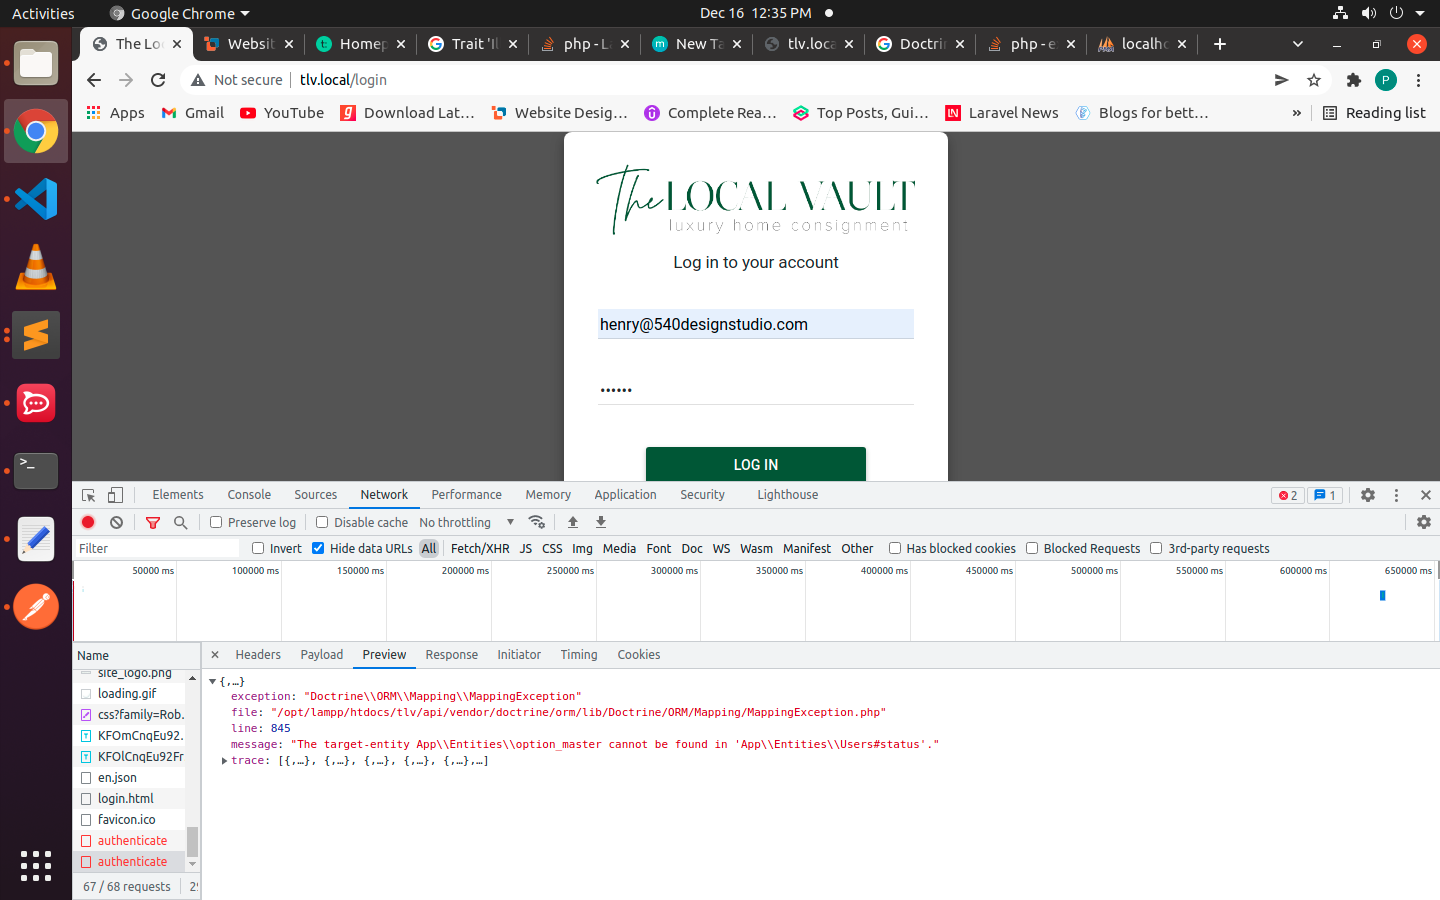 Activities
Google Chrome
Dec 16 12:35 PM
The Lo
Websit
Homep
Trait 'Il
php - L
New Ta
tlv.loca
Doctrin
php - e
localho
Not secure
tlv.local/login
P
Apps
Gmail
YouTube
Download Lat...
Website Desig...
Complete Rea...
Top Posts, Gui...
Laravel News
Blogs for bett...
»
Reading list
The LOCAL VAULT
luxury home consignment
Log in to your account
henry@540designstudio.com
••••••
LOG IN
Elements
Console
Sources
Network
Performance
Memory
Application
Security
Lighthouse
2
1
Preserve log
Disable cache
No throttling
Filter
Invert
Hide data URLs
All
Fetch/XHR
JS
CSS
Img
Media
Font
Doc
WS
Wasm
Manifest
Other
Has blocked cookies
Blocked Requests
3rd-party requests
50000 ms
100000 ms
150000 ms
200000 ms
250000 ms
300000 ms
350000 ms
400000 ms
450000 ms
500000 ms
550000 ms
600000 ms
650000 ms
Name
Headers
Payload
Preview
Response
Initiator
Timing
Cookies
site_logo.png
loading.gif
css?family=Rob.
KFOmCnqEu92.
KFOlCnqEu92Fr
en.json
login.html
favicon.ico
authenticate
authenticate
67 / 68 requests
{,…}
exception: "Doctrine\\ORM\\Mapping\\MappingException"
file: "/opt/lampp/htdocs/tlv/api/vendor/doctrine/orm/lib/Doctrine/ORM/Mapping/MappingException.php"
line: 845
message: "The target-entity App\\Entities\\option_master cannot be found in 'App\\Entities\\Users#status'."
trace: [{,…}, {,…}, {,…}, {,…}, {,…},…]